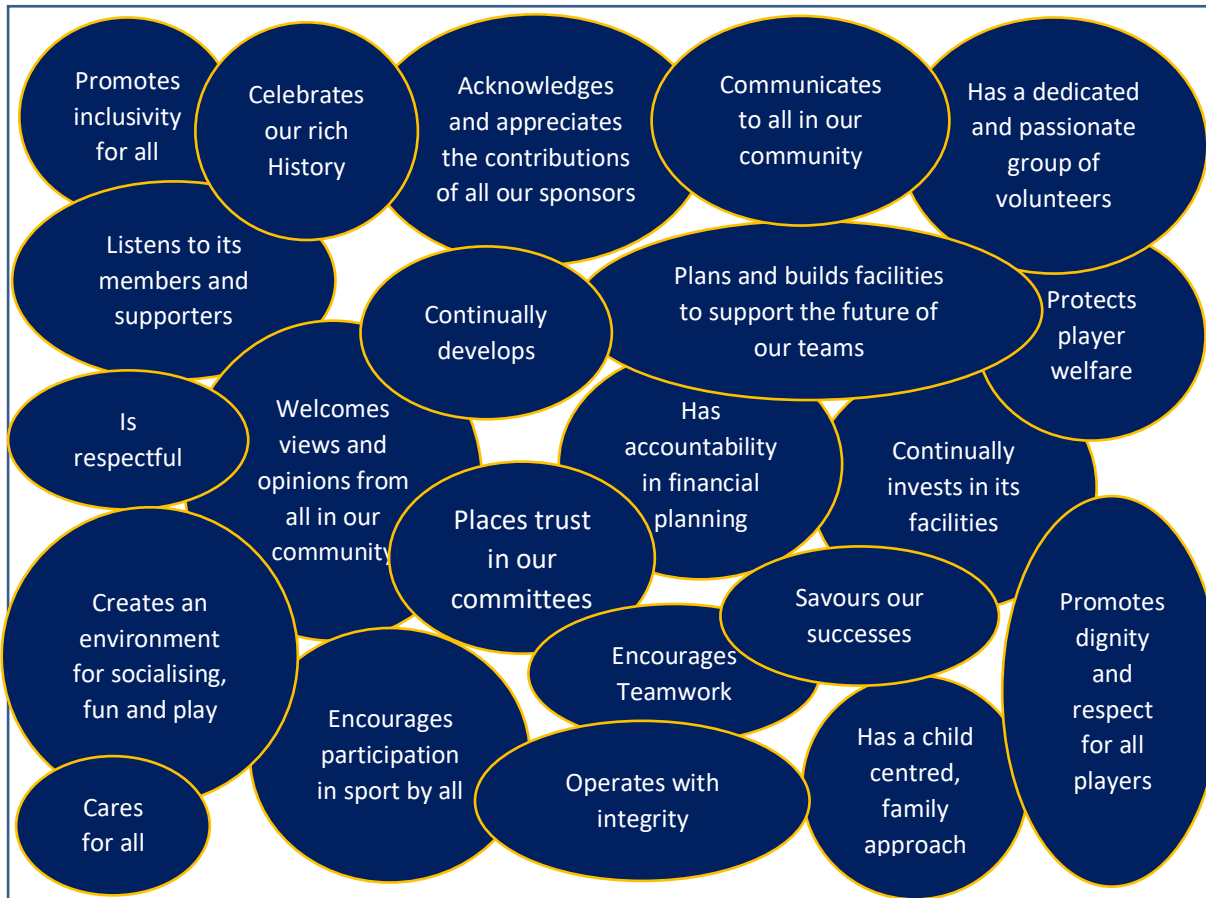 Promotes
inclusivity
for all
Celebrates
our rich
History
Acknowledges
and appreciates
the contributions
of all our sponsors
Communicates
to all in our
community
Has a dedicated
and passionate
group of
volunteers
Listens to its
members and
supporters
Continually
develops
Plans and builds facilities
to support the future of
our teams
Protects
player
welfare
Is
respectful
Welcomes
views and
opinions from
all in our
community
Has
accountability
in financial
planning
Continually
invests in its
facilities
Places trust
in our
committees
Creates an
environment
for socialising,
fun and play
Savours our
successes
Promotes
dignity
and
respect
for all
players
Encourages
Teamwork
Encourages
participation
in sport by all
Has a child
centred,
family
approach
Operates with
integrity
Cares
for all